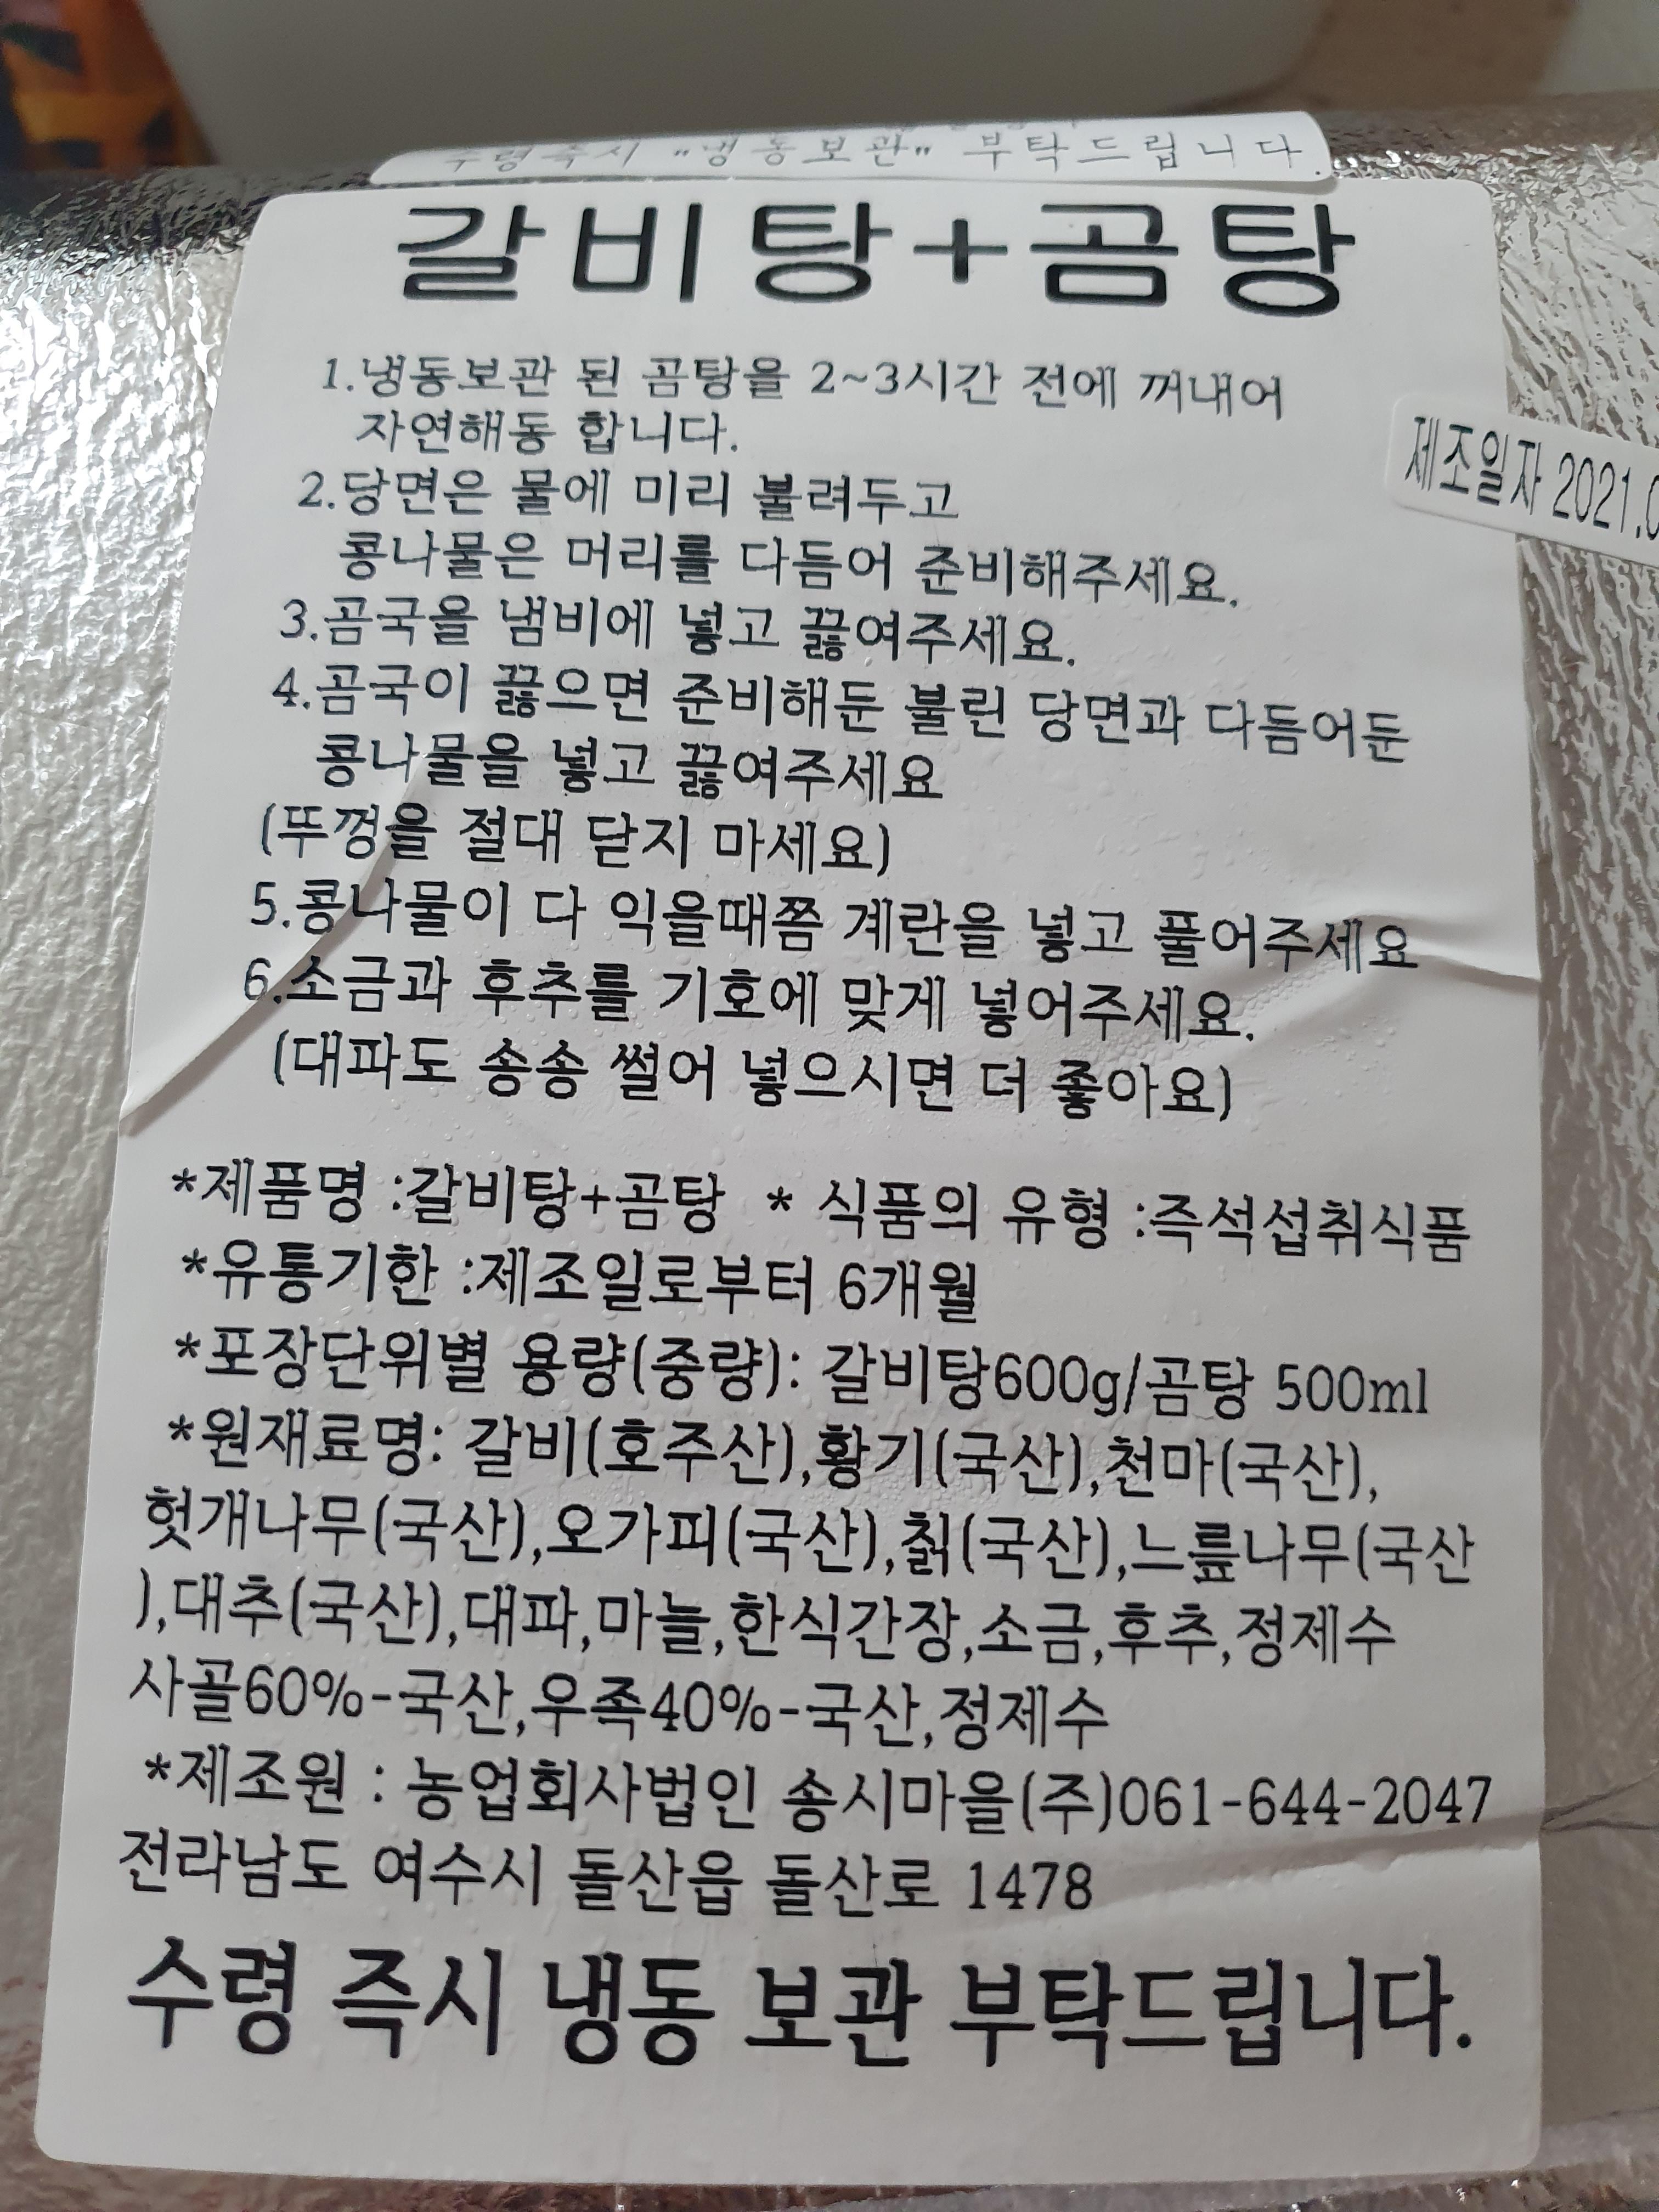 수령즉시 "냉동보관" 부탁드립니다.
갈비탕+곰탕
1.냉동보관 된 곰탕을 2~3시간 전에 꺼내어
자연해동 합니다.
2.당면은 물에 미리 불려두고
콩나물은 머리를 다듬어 준비해주세요.
3.곰국을 냄비에 넣고 끓여주세요.
4.곰국이 끓으면 준비해둔 불린 당면과 다듬어둔
콩나물을 넣고 끓여주세요
(뚜껑을 절대 닫지 마세요)
5.콩나물이 다 익을때쯤 계란을 넣고 풀어주세요
6.소금과 후추를 기호에 맞게 넣어주세요.
(대파도 송송 썰어 넣으시면 더 좋아요)
제조일자 2021.0
*제품명 :갈비탕+곰탕 * 식품의 유형 :즉석섭취식품
*유통기한 :제조일로부터 6개월
*포장단위별 용량(중량): 갈비탕600g/곰탕 500ml
*원재료명: 갈비(호주산),황기(국산),천마(국산),
헛개나무(국산),오가피(국산),칡(국산),느릅나무(국산
),대추(국산),대파,마늘,한식간장,소금,후추,정제수
사골60%-국산,우족40%-국산,정제수
*제조원 : 농업회사법인 송시마을(주)061-644-2047
전라남도 여수시 돌산읍 돌산로 1478
수령 즉시 냉동 보관 부탁드립니다.